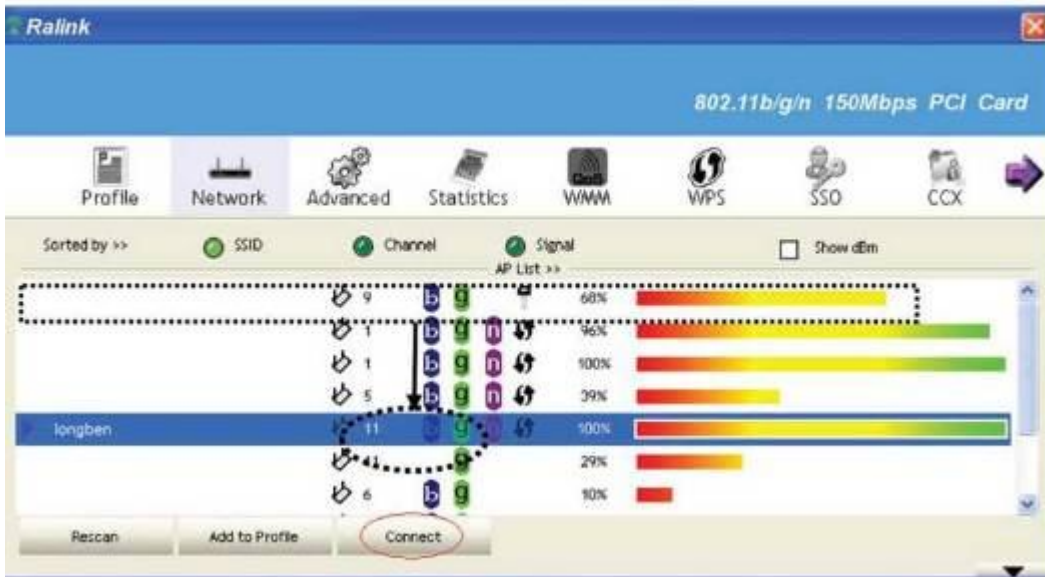 Ralink
802.11b/g/n 150Mbps PCI Card
Profile Network Advanced Statistics WMM WPS SSO CCX
QoS
Sorted by >> SSID Channel Signal Show dBm
AP List >>
9 b g 68%
1 b g n 96%
1 b g n 100%
5 b g n 39%
longben 11 b g n 100%
11 g 29%
6 b g 10%
Rescan Add to Profile Connect